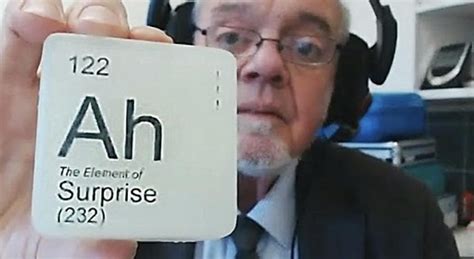 122
Ah
The Element of
Surprise
(232)